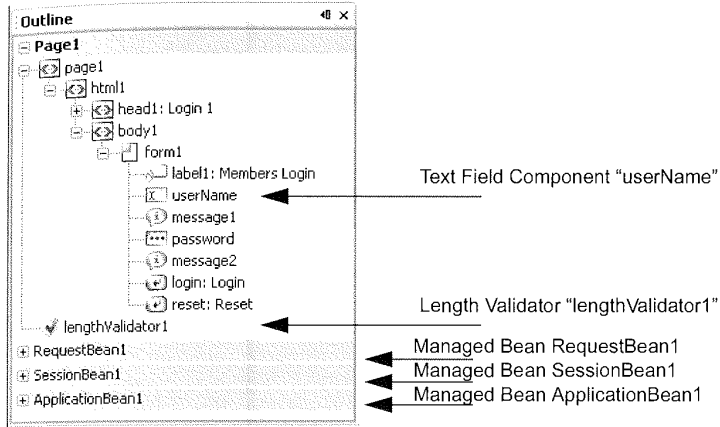 Outline
Page1
page1
html1
head1: Login 1
body1
form1
label1: Members Login
userName
message1
password
message2
login: Login
reset: Reset
lengthValidator1
RequestBean1
SessionBean1
ApplicationBean1
Text Field Component “userName”
Length Validator “lengthValidator1”
Managed Bean RequestBean1
Managed Bean SessionBean1
Managed Bean ApplicationBean1